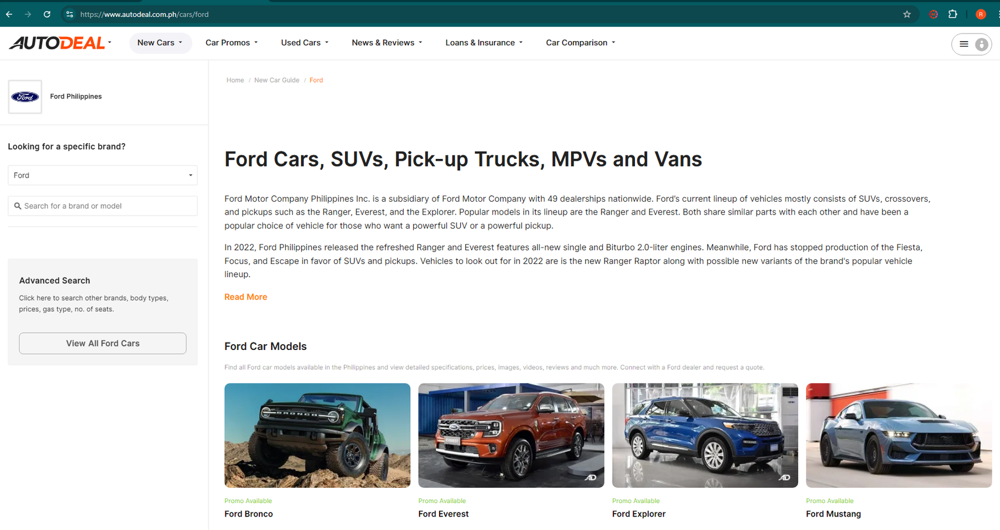 https://www.autodeal.com.ph/cars/ford
R
AUTODEAL
New Cars
Car Promos
Used Cars
News & Reviews
Loans & Insurance
Car Comparison
Ford
Ford Philippines
Looking for a specific brand?
Ford
Search for a brand or model
Advanced Search
Click here to search other brands, body types,
prices, gas type, no. of seats.
View All Ford Cars
Home / New Car Guide / Ford
Ford Cars, SUVs, Pick-up Trucks, MPVs and Vans
Ford Motor Company Philippines Inc. is a subsidiary of Ford Motor Company with 49 dealerships nationwide. Ford’s current lineup of vehicles mostly consists of SUVs, crossovers,
and pickups such as the Ranger, Everest, and the Explorer. Popular models in its lineup are the Ranger and Everest. Both share similar parts with each other and have been a
popular choice of vehicle for those who want a powerful SUV or a powerful pickup.
In 2022, Ford Philippines released the refreshed Ranger and Everest features all-new single and Biturbo 2.0-liter engines. Meanwhile, Ford has stopped production of the Fiesta,
Focus, and Escape in favor of SUVs and pickups. Vehicles to look out for in 2022 are is the new Ranger Raptor along with possible new variants of the brand's popular vehicle
lineup.
Read More
Ford Car Models
Find all Ford car models available in the Philippines and view detailed specifications, prices, images, videos, reviews and much more. Connect with a Ford dealer and request a quote.
BRONCO
Promo Available
Ford Bronco
EVEREST
AD
Promo Available
Ford Everest
AD
Promo Available
Ford Explorer
Promo Available
Ford Mustang